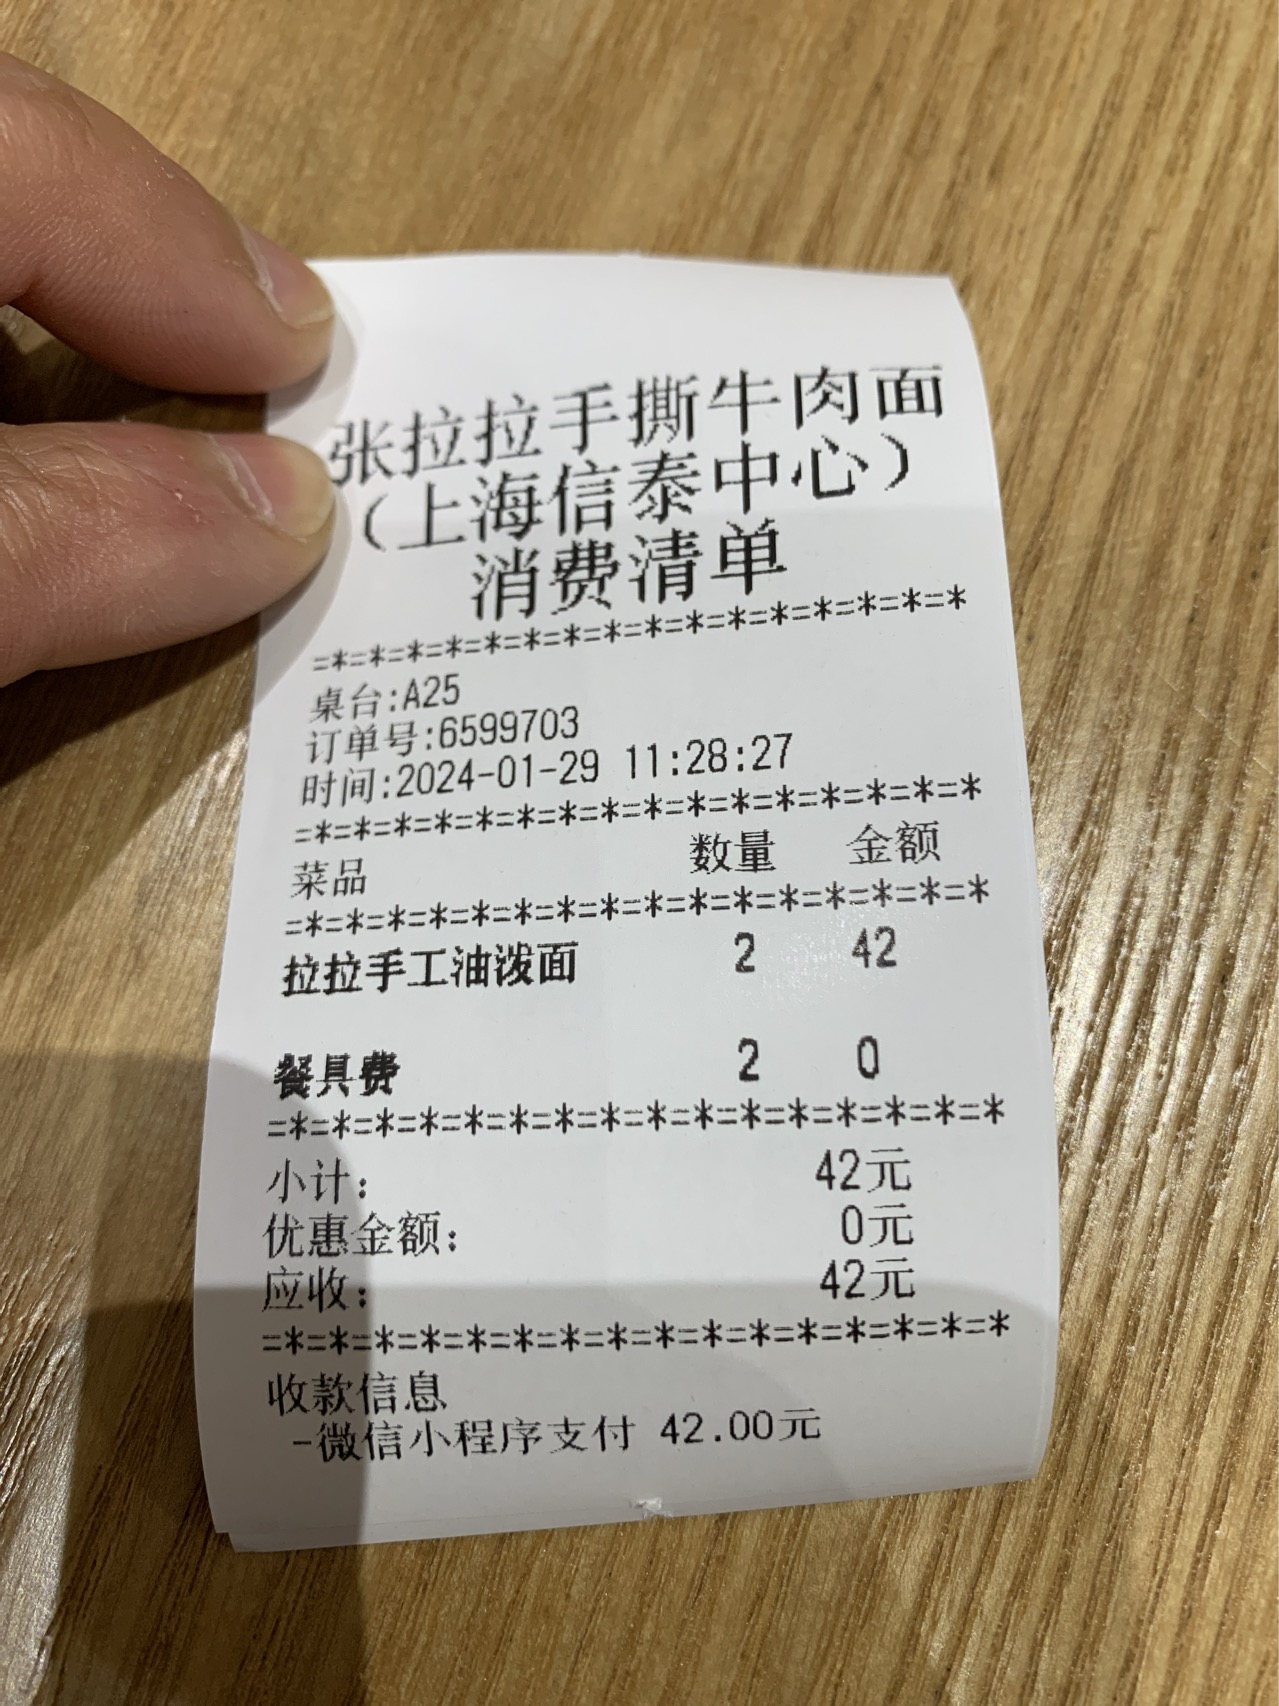 张拉拉手撕牛肉面
（上海信泰中心）
消费清单
=*=*=*=*=*=*=*=*=*=*=*=*=*=*=*=*
桌台:A25
订单号:6599703
时间:2024-01-29 11:28:27
=*=*=*=*=*=*=*=*=*=*=*=*=*=*=*=*
菜品 数量 金额
=*=*=*=*=*=*=*=*=*=*=*=*=*=*=*=*
拉拉手工油泼面 2 42
餐具费 2 0
=*=*=*=*=*=*=*=*=*=*=*=*=*=*=*=*
小计： 42元
优惠金额： 0元
应收： 42元
=*=*=*=*=*=*=*=*=*=*=*=*=*=*=*=*
收款信息
-微信小程序支付 42.00元